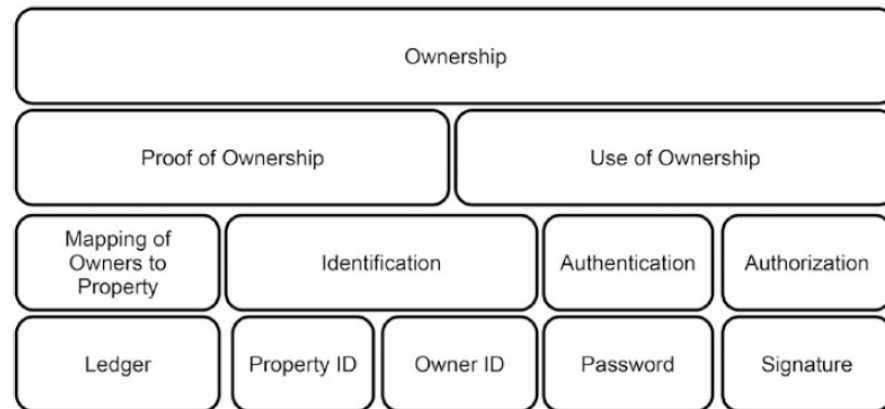 Ownership
Proof of Ownership
Use of Ownership
Mapping of
Owners to
Property
Identification
Authentication
Authorization
Ledger
Property ID
Owner ID
Password
Signature